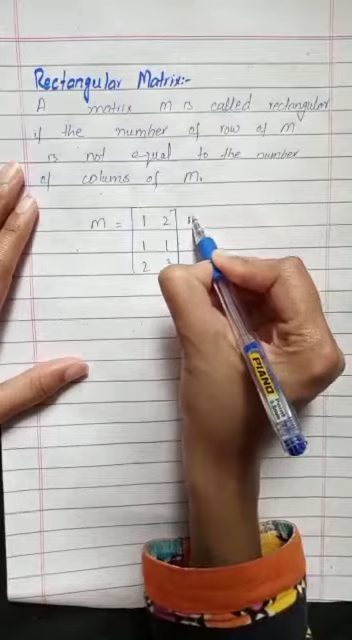 Rectangular Matrix:-
A matrix M is called rectangular
if the number of row of M
is not equal to the number
of colums of M.
M = 1 2
1 1
2 3
PIANO